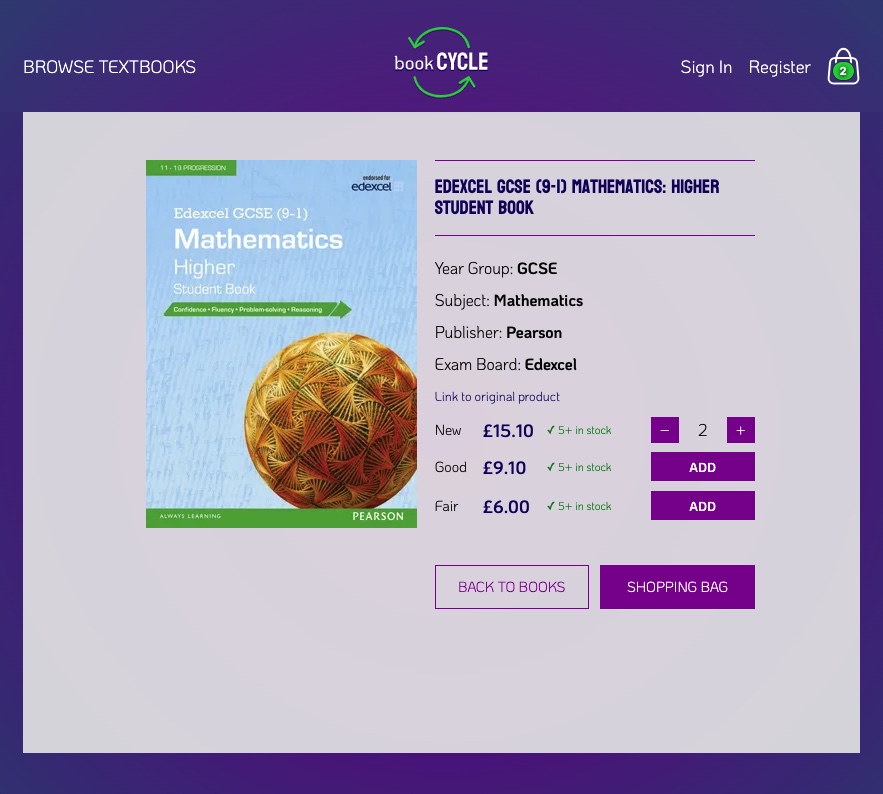 BROWSE TEXTBOOKS
book CYCLE
Sign In
Register
2
11 - 19 PROGRESSION
endorsed for
edexcel
Edexcel GCSE (9-1)
Mathematics
Higher
Student Book
Confidence • Fluency • Problem-solving • Reasoning
ALWAYS LEARNING
PEARSON
EDEXCEL GCSE (9-1) MATHEMATICS: HIGHER
STUDENT BOOK
Year Group: GCSE
Subject: Mathematics
Publisher: Pearson
Exam Board: Edexcel
Link to original product
New £15.10 ✓ 5+ in stock − 2 +
Good £9.10 ✓ 5+ in stock ADD
Fair £6.00 ✓ 5+ in stock ADD
BACK TO BOOKS
SHOPPING BAG